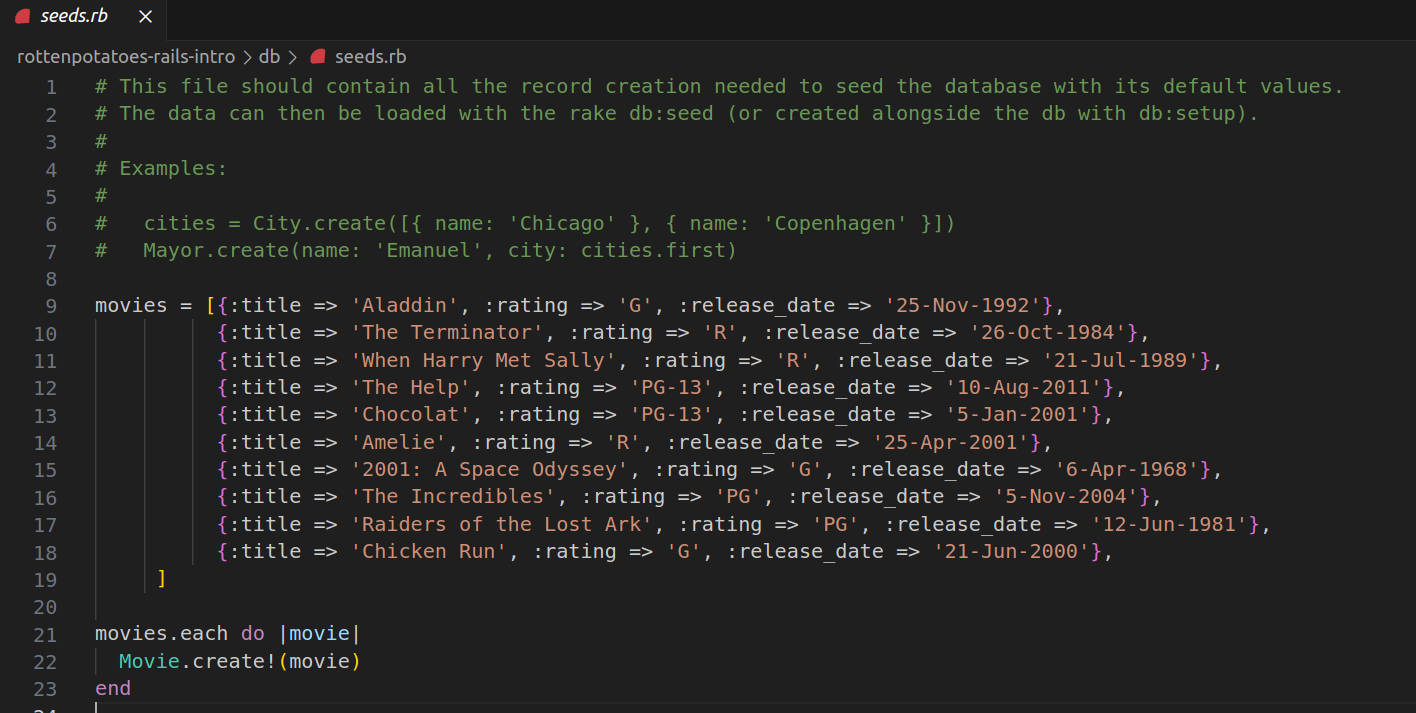 seeds.rb ×
rottenpotatoes-rails-intro > db > seeds.rb
1 # This file should contain all the record creation needed to seed the database with its default values.
2 # The data can then be loaded with the rake db:seed (or created alongside the db with db:setup).
3 #
4 # Examples:
5 #
6 #   cities = City.create([{ name: 'Chicago' }, { name: 'Copenhagen' }])
7 #   Mayor.create(name: 'Emanuel', city: cities.first)
8
9 movies = [{:title => 'Aladdin', :rating => 'G', :release_date => '25-Nov-1992'},
10           {:title => 'The Terminator', :rating => 'R', :release_date => '26-Oct-1984'},
11           {:title => 'When Harry Met Sally', :rating => 'R', :release_date => '21-Jul-1989'},
12           {:title => 'The Help', :rating => 'PG-13', :release_date => '10-Aug-2011'},
13           {:title => 'Chocolat', :rating => 'PG-13', :release_date => '5-Jan-2001'},
14           {:title => 'Amelie', :rating => 'R', :release_date => '25-Apr-2001'},
15           {:title => '2001: A Space Odyssey', :rating => 'G', :release_date => '6-Apr-1968'},
16           {:title => 'The Incredibles', :rating => 'PG', :release_date => '5-Nov-2004'},
17           {:title => 'Raiders of the Lost Ark', :rating => 'PG', :release_date => '12-Jun-1981'},
18           {:title => 'Chicken Run', :rating => 'G', :release_date => '21-Jun-2000'},
19      ]
20
21 movies.each do |movie|
22   Movie.create!(movie)
23 end
24